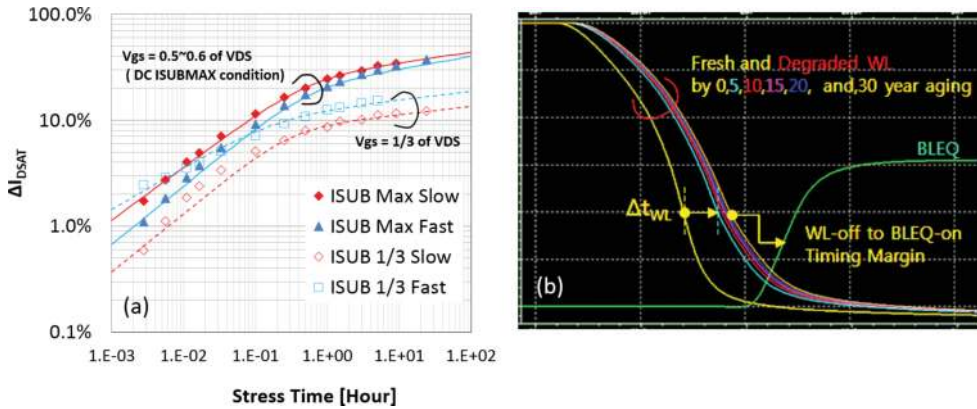 (a)
100.0%
10.0%
1.0%
0.1%
ΔIDSAT
Vgs = 0.5~0.6 of VDS
( DC ISUBMAX condition)
Vgs = 1/3 of VDS
ISUB Max Slow
ISUB Max Fast
ISUB 1/3 Slow
ISUB 1/3 Fast
1.E-03 1.E-02 1.E-01 1.E+00 1.E+01 1.E+02
Stress Time [Hour]
Fresh and Degraded WL
by 0,5,10,15,20, and,30 year aging
BLEQ
ΔtWL
WL-off to BLEQ-on
Timing Margin
(b)